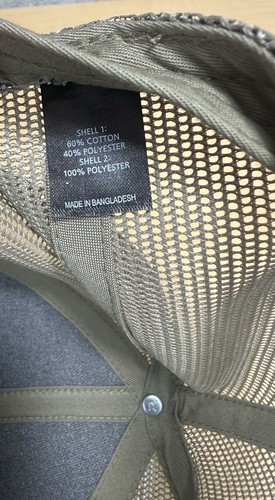 SHELL 1:
60% COTTON
40% POLYESTER
SHELL 2:
100% POLYESTER
MADE IN BANGLADESH